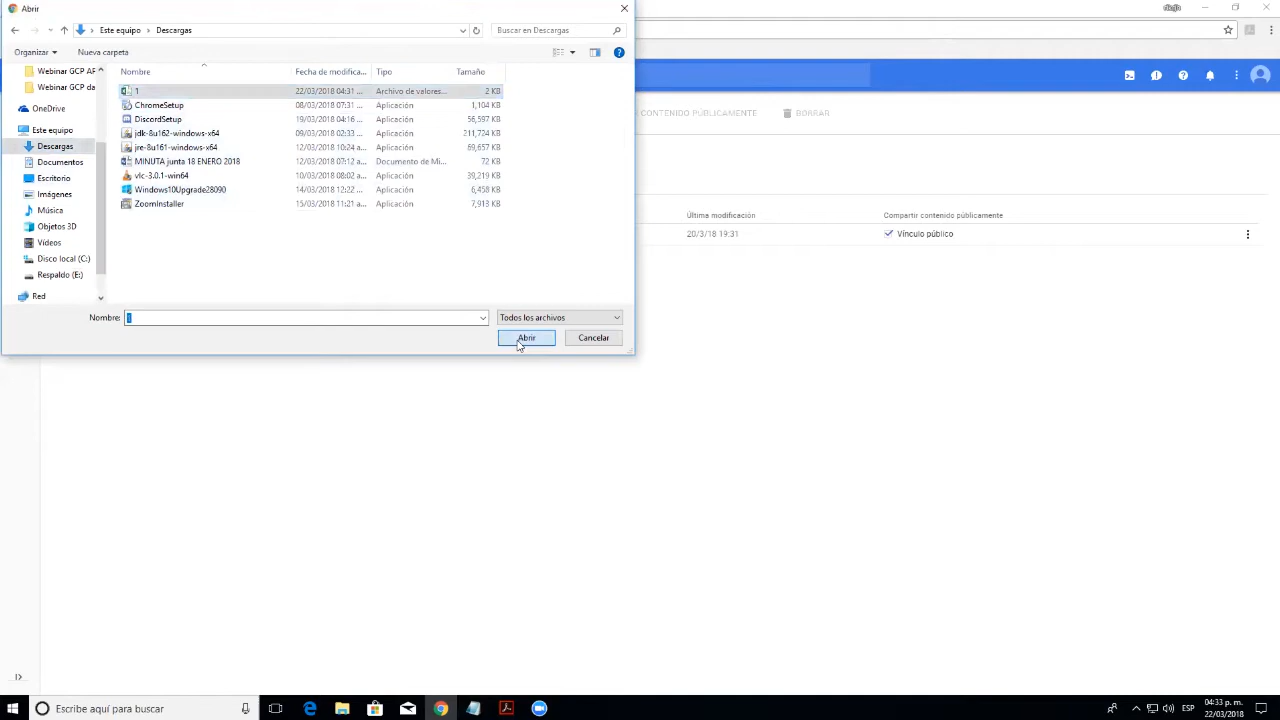 Abrir
Este equipo
Descargas
Buscar en Descargas
Organizar
Nueva carpeta
Webinar GCP AF
Webinar GCP da
OneDrive
Este equipo
Descargas
Documentos
Escritorio
Imágenes
Música
Objetos 3D
Vídeos
Disco local (C:)
Respaldo (E:)
Red
Nombre Fecha de modifica... Tipo Tamaño
1 22/03/2018 04:31 ... Archivo de valores... 2 KB
ChromeSetup 08/03/2018 07:31 ... Aplicación 1,104 KB
DiscordSetup 19/03/2018 04:16 ... Aplicación 56,597 KB
jdk-8u162-windows-x64 09/03/2018 02:33 ... Aplicación 211,724 KB
jre-8u161-windows-x64 12/03/2018 10:24 a... Aplicación 69,657 KB
MINUTA junta 18 ENERO 2018 12/03/2018 07:12 a... Documento de Mi... 72 KB
vlc-3.0.1-win64 10/03/2018 08:02 ... Aplicación 39,219 KB
Windows10Upgrade28090 14/03/2018 12:22 ... Aplicación 6,458 KB
ZoomInstaller 15/03/2018 11:21 a... Aplicación 7,913 KB
Nombre: 1 Todos los archivos
Abrir Cancelar
CONTENIDO PÚBLICAMENTE BORRAR
Última modificación Compartir contenido públicamente
20/3/18 19:31 Vínculo público
Escribe aquí para buscar
ESP
04:33 p. m.
22/03/2018